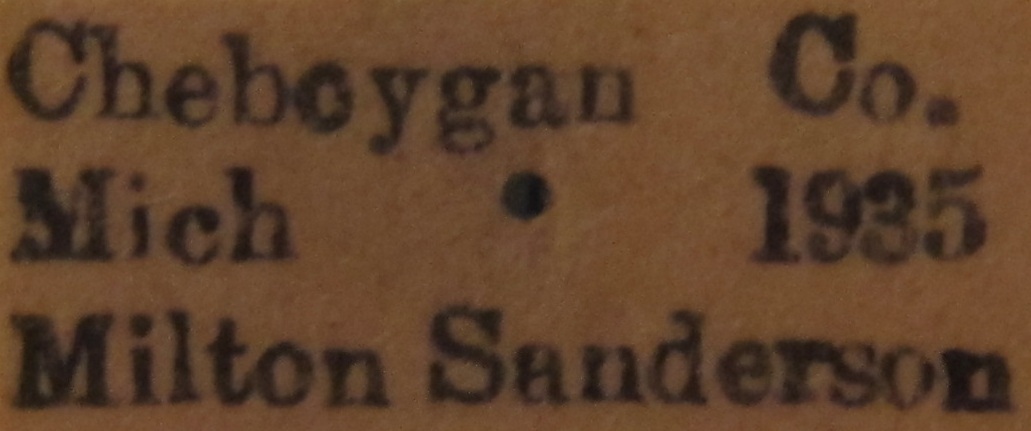 Cheboygan Co.
Mich 1935
Milton Sanderson